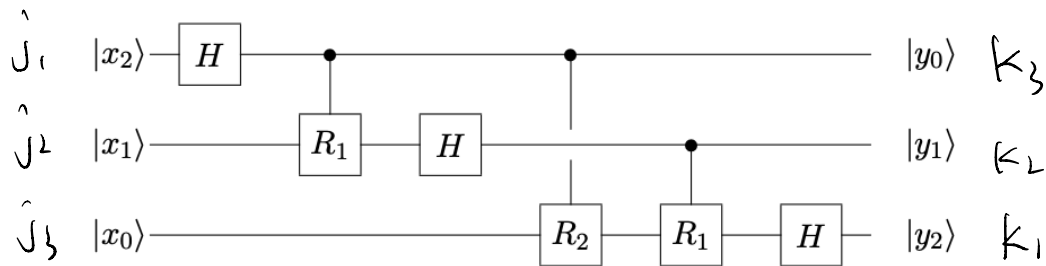 ĵ₁ |x₂⟩ H |y₀⟩ k₃
ĵ₂ |x₁⟩ R₁ H |y₁⟩ k₂
ĵ₃ |x₀⟩ R₂ R₁ H |y₂⟩ k₁